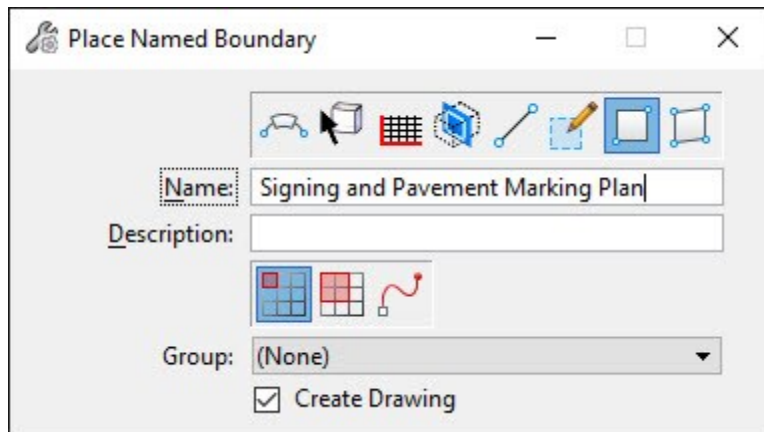 Place Named Boundary
Name: Signing and Pavement Marking Plan
Description:
Group: (None)
Create Drawing